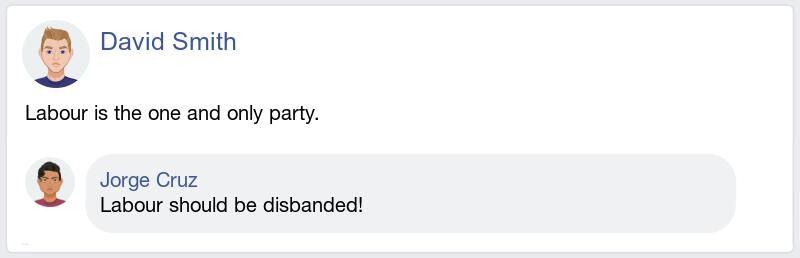 David Smith
Labour is the one and only party.
Jorge Cruz
Labour should be disbanded!